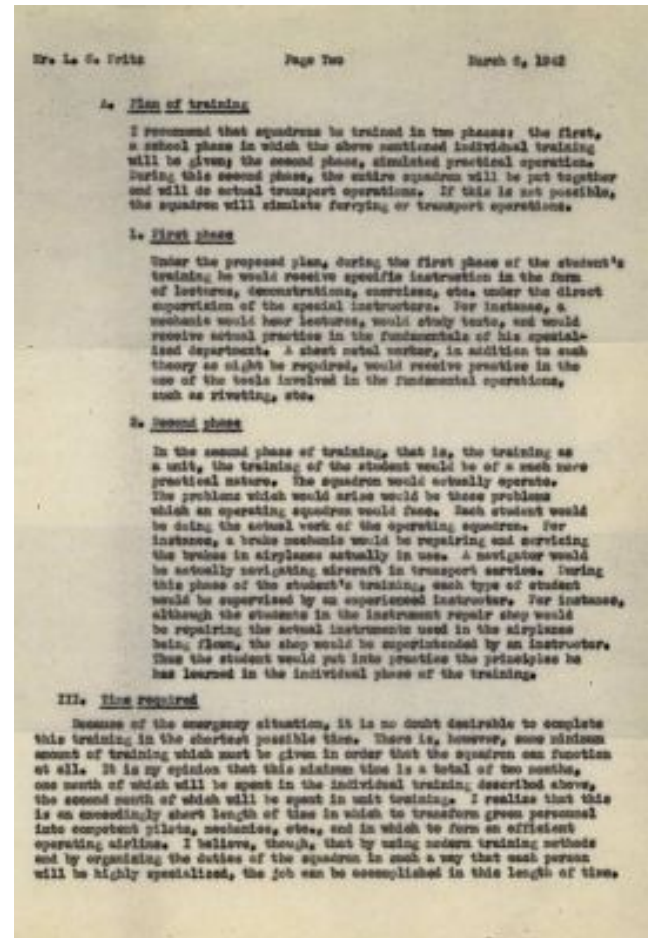 Mr. L. G. Fritz Page Two March 6, 1942
A. Plan of training
I recommend that squadrons be trained in two phases: the first,
a school phase in which the above mentioned individual training
will be given; the second phase, simulated practical operation.
During this second phase, the entire squadron will be put together
and will do actual transport operations. If this is not possible,
the squadron will simulate ferrying or transport operations.
1. First phase
Under the proposed plan, during the first phase of the student's
training he would receive specific instruction in the form
of lectures, demonstrations, exercises, etc. under the direct
supervision of the special instructors. For instance, a
mechanic would hear lectures, would study texts, and would
receive actual practice in the fundamentals of his special-
ized department. A sheet metal worker, in addition to such
theory as might be required, would receive practice in the
use of the tools involved in the fundamental operations,
such as riveting, etc.
2. Second phase
In the second phase of training, that is, the training as
a unit, the training of the student would be of a much more
practical nature. The squadron would actually operate.
The problems which would arise would be those problems
which an operating squadron would face. Each student would
be doing the actual work of the operating squadron. For
instance, a brake mechanic would be repairing and servicing
the brakes in airplanes actually in use. A navigator would
be actually navigating aircraft in transport service. During
this phase of the student's training, each type of student
would be supervised by an experienced instructor. For instance,
although the students in the instrument repair shop would
be repairing the actual instruments used in the airplanes
being flown, the shop would be superintended by an instructor.
Thus the student would put into practice the principles he
has learned in the individual phase of the training.
III. Time required
Because of the emergency situation, it is no doubt desirable to complete
this training in the shortest possible time. There is, however, some minimum
amount of training which must be given in order that the squadron can function
at all. It is my opinion that this minimum time is a total of two months,
one month of which will be spent in the individual training described above,
the second month of which will be spent in unit training. I realize that this
is an exceedingly short length of time in which to transform green personnel
into competent pilots, mechanics, etc., and in which to form an efficient
operating airline. I believe, though, that by using modern training methods
and by organizing the duties of the squadron in such a way that each person
will be highly specialized, the job can be accomplished in this length of time.